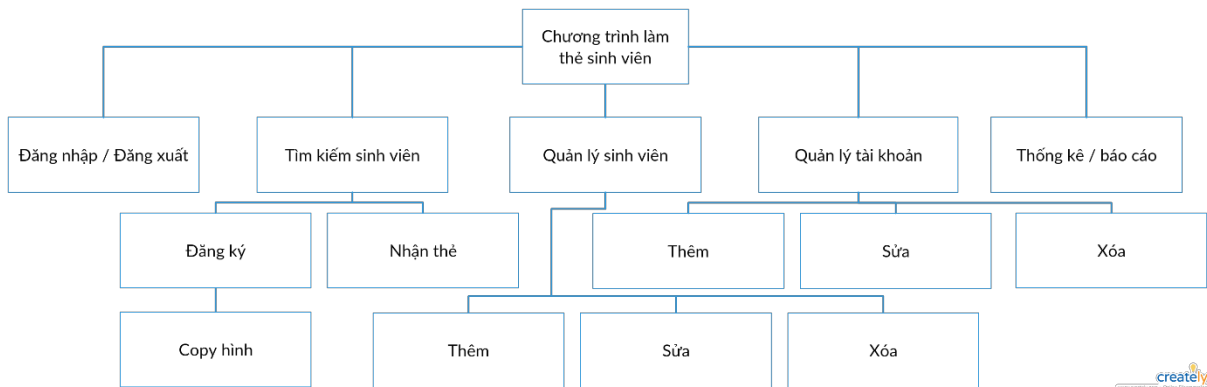 Chương trình làm
thẻ sinh viên
Đăng nhập / Đăng xuất
Tìm kiếm sinh viên
Quản lý sinh viên
Quản lý tài khoản
Thống kê / báo cáo
Đăng ký
Nhận thẻ
Thêm
Sửa
Xóa
Copy hình
Thêm
Sửa
Xóa
creately